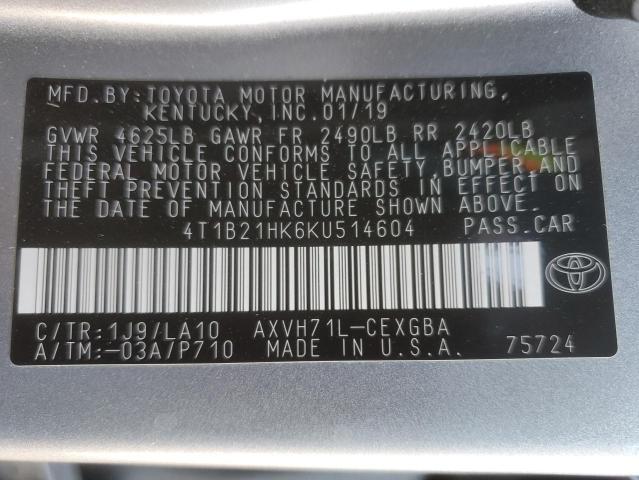 MFD.BY:TOYOTA MOTOR MANUFACTURING,
KENTUCKY,INC.01/19
GVWR 4625LB GAWR FR 2490LB RR 2420LB
THIS VEHICLE CONFORMS TO ALL APPLICABLE
FEDERAL MOTOR VEHICLE SAFETY,BUMPER,AND
THEFT PREVENTION STANDARDS IN EFFECT ON
THE DATE OF MANUFACTURE SHOWN ABOVE.
4T1B21HK6KU514604 PASS.CAR
C/TR:1J9/LA10 AXVH71L-CEXGBA
A/TM:-03A/P710 MADE IN U.S.A. 75724